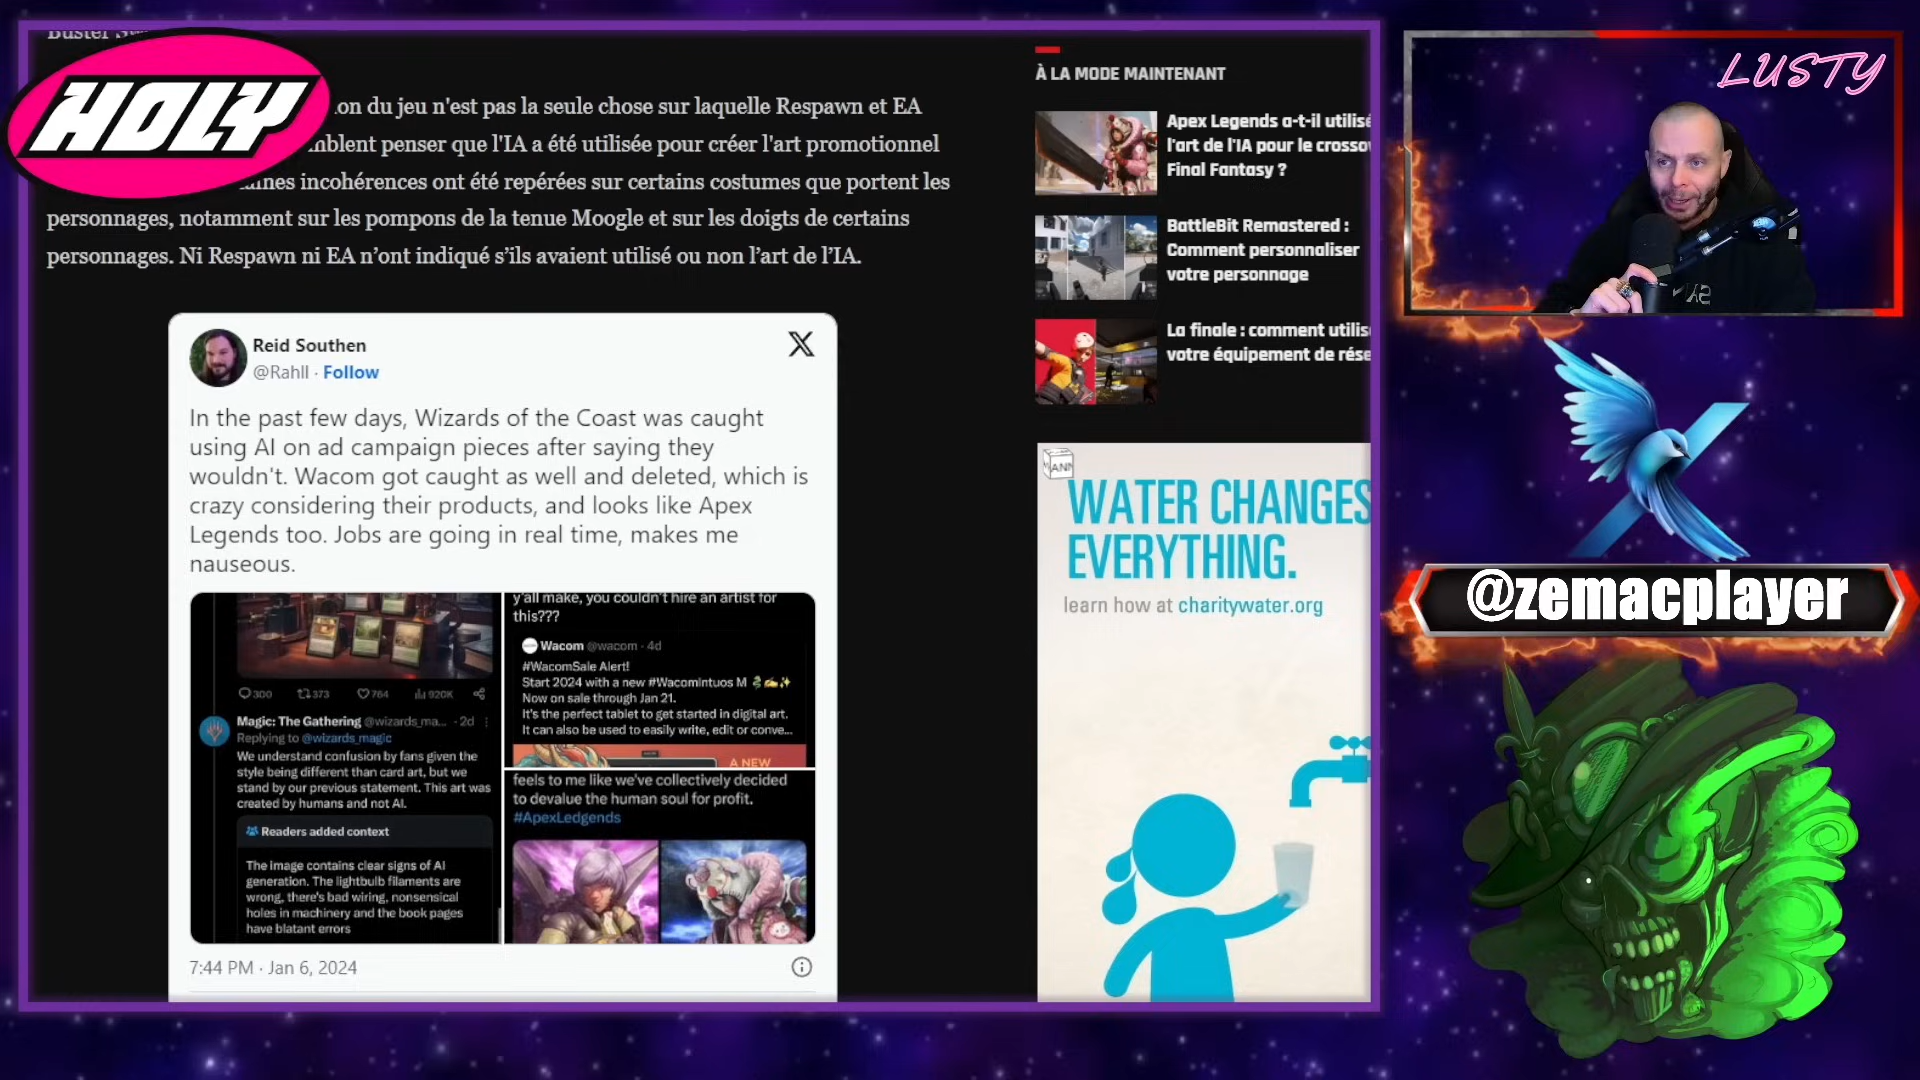 HOLY
on du jeu n'est pas la seule chose sur laquelle Respawn et EA
mblent penser que l'IA a été utilisée pour créer l'art promotionnel
aines incohérences ont été repérées sur certains costumes que portent les
personnages, notamment sur les pompons de la tenue Moogle et sur les doigts de certains
personnages. Ni Respawn ni EA n’ont indiqué s’ils avaient utilisé ou non l’art de l’IA.
Reid Southen
@Rahll · Follow
In the past few days, Wizards of the Coast was caught
using AI on ad campaign pieces after saying they
wouldn't. Wacom got caught as well and deleted, which is
crazy considering their products, and looks like Apex
Legends too. Jobs are going in real time, makes me
nauseous.
300 373 764 920K
Magic: The Gathering @wizards_ma... · 2d
Replying to @wizards_magic
We understand confusion by fans given the
style being different than card art, but we
stand by our previous statement. This art was
created by humans and not AI.
Readers added context
The image contains clear signs of AI
generation. The lightbulb filaments are
wrong, there's bad wiring, nonsensical
holes in machinery and the book pages
have blatant errors
y'all make, you couldn't hire an artist for
this???
Wacom @wacom · 4d
#WacomSale Alert!
Start 2024 with a new #WacomIntuos M
Now on sale through Jan 21.
It's the perfect tablet to get started in digital art.
It can also be used to easily write, edit or conve...
A NEW
feels to me like we've collectively decided
to devalue the human soul for profit.
#ApexLedgends
7:44 PM · Jan 6, 2024
À LA MODE MAINTENANT
Apex Legends a-t-il utilisé
l'art de l'IA pour le crosso
Final Fantasy ?
BattleBit Remastered :
Comment personnaliser
votre personnage
La finale : comment utilis
votre équipement de rése
WATER CHANGES
EVERYTHING.
learn how at charitywater.org
LUSTY
@zemacplayer